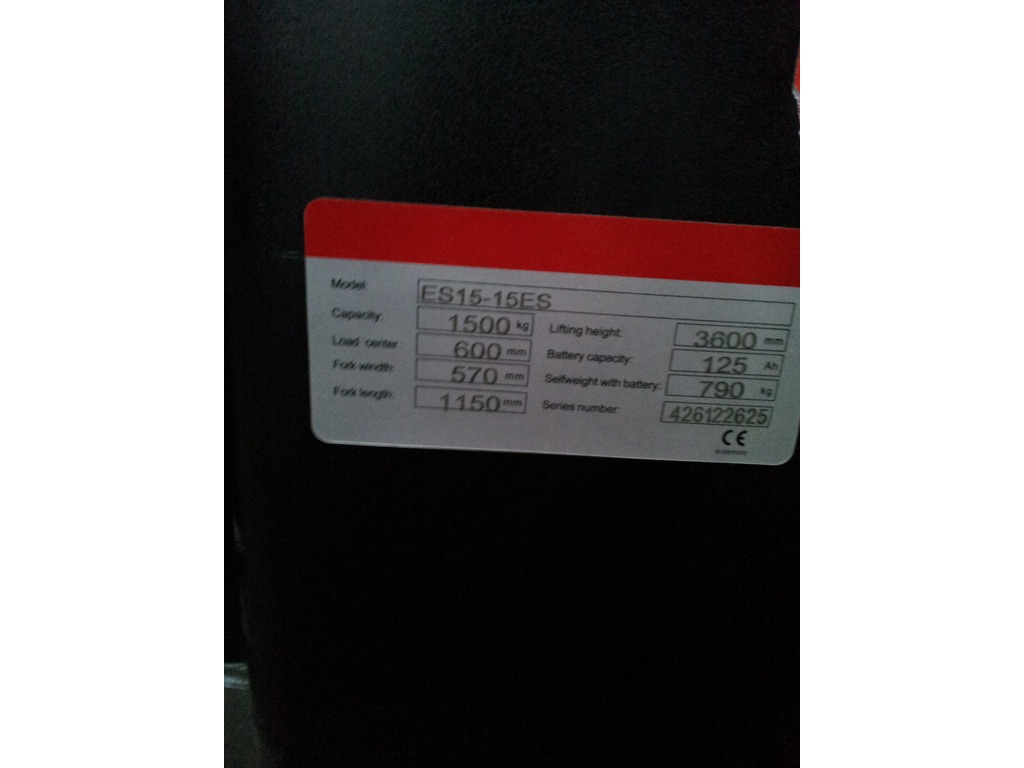 Model: ES15-15ES
Capacity: 1500 kg Lifting height: 3600 mm
Load center: 600 mm Battery capacity: 125 Ah
Fork windth: 570 mm Selfweight with battery: 790 kg
Fork length: 1150 mm Series number: 426122625
CE